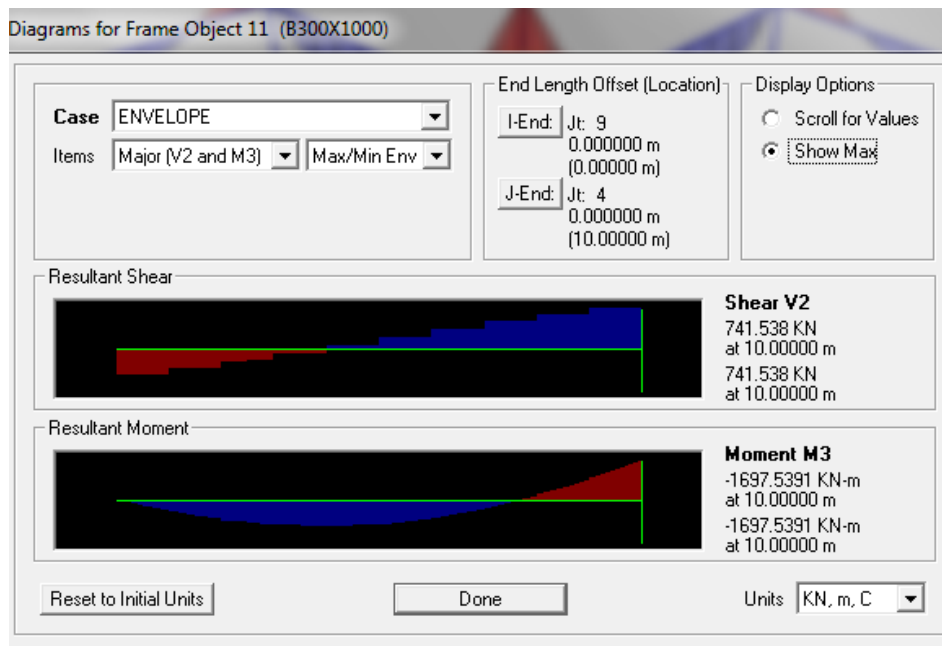 Diagrams for Frame Object 11 (B300X1000)
Case ENVELOPE
Items Major (V2 and M3) Max/Min Env
End Length Offset (Location)
I-End: Jt: 9
0.000000 m
(0.00000 m)
J-End: Jt: 4
0.000000 m
(10.00000 m)
Display Options
Scroll for Values
Show Max
Resultant Shear
Shear V2
741.538 KN
at 10.00000 m
741.538 KN
at 10.00000 m
Resultant Moment
Moment M3
-1697.5391 KN-m
at 10.00000 m
-1697.5391 KN-m
at 10.00000 m
Reset to Initial Units
Done
Units KN, m, C